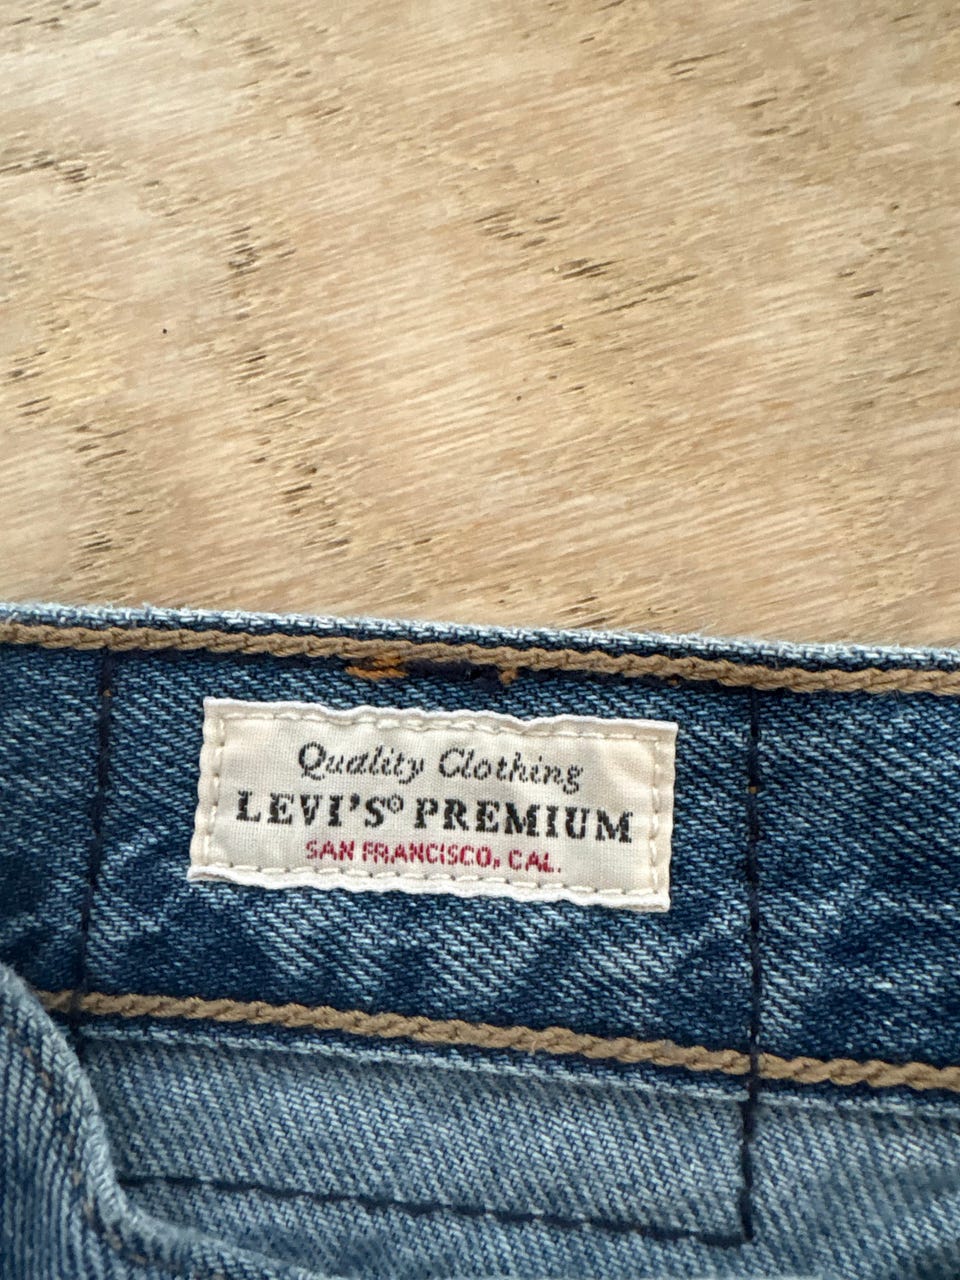 Quality Clothing
LEVI'S® PREMIUM
SAN FRANCISCO, CAL.